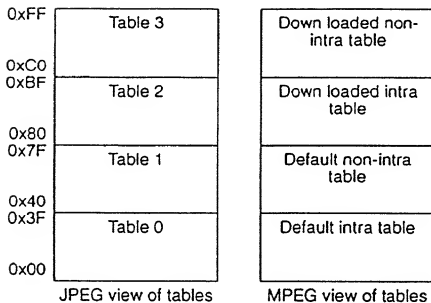 0xFF
Table 3
Down loaded non-
intra table
0xC0
0xBF
Table 2
Down loaded intra
table
0x80
0x7F
Table 1
Default non-intra
table
0x40
0x3F
Table 0
Default intra table
0x00
JPEG view of tables
MPEG view of tables